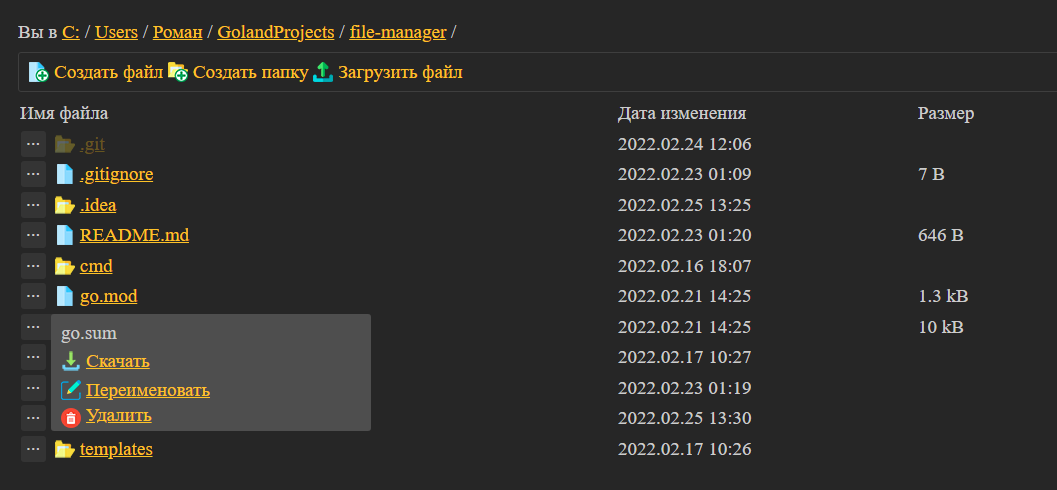 Вы в C: / Users / Роман / GolandProjects / file-manager /
Создать файл Создать папку Загрузить файл
Имя файла Дата изменения Размер
... .git 2022.02.24 12:06
... .gitignore 2022.02.23 01:09 7 B
... .idea 2022.02.25 13:25
... README.md 2022.02.23 01:20 646 B
... cmd 2022.02.16 18:07
... go.mod 2022.02.21 14:25 1.3 kB
... go.sum 2022.02.21 14:25 10 kB
... Скачать 2022.02.17 10:27
... Переименовать 2022.02.23 01:19
... Удалить 2022.02.25 13:30
... templates 2022.02.17 10:26